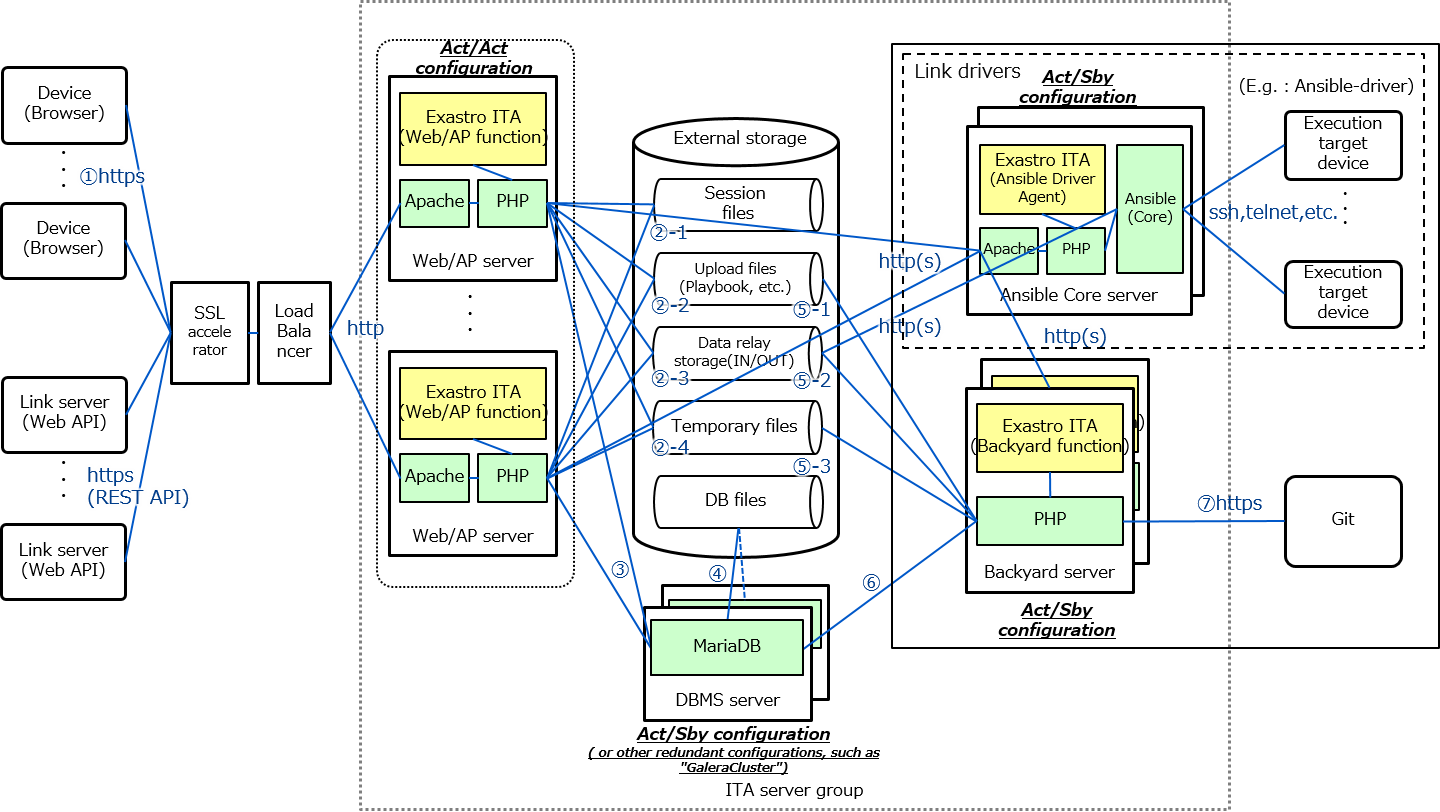 Device
(Browser)
①https
Device
(Browser)
Link server
(Web API)
https
(REST API)
Link server
(Web API)
SSL
accele
rator
Load
Bala
ncer
http
Act/Act
configuration
Exastro ITA
(Web/AP function)
Apache
PHP
Web/AP server
Exastro ITA
(Web/AP function)
Apache
PHP
Web/AP server
External storage
Session
files
②-1
Upload files
(Playbook, etc.)
②-2
⑤-1
Data relay
storage(IN/OUT)
②-3
⑤-2
Temporary files
②-4
⑤-3
DB files
③
④
⑥
MariaDB
DBMS server
Act/Sby configuration
( or other redundant configurations, such as
"GaleraCluster")
ITA server group
Link drivers
Act/Sby
configuration
(E.g. : Ansible-driver)
Exastro ITA
(Ansible Driver
Agent)
Ansible
(Core)
Apache
PHP
Ansible Core server
http(s)
http(s)
http(s)
ssh,telnet,etc.
Execution
target
device
Execution
target
device
Exastro ITA
(Backyard function)
)
PHP
Backyard server
Act/Sby
configuration
⑦https
Git